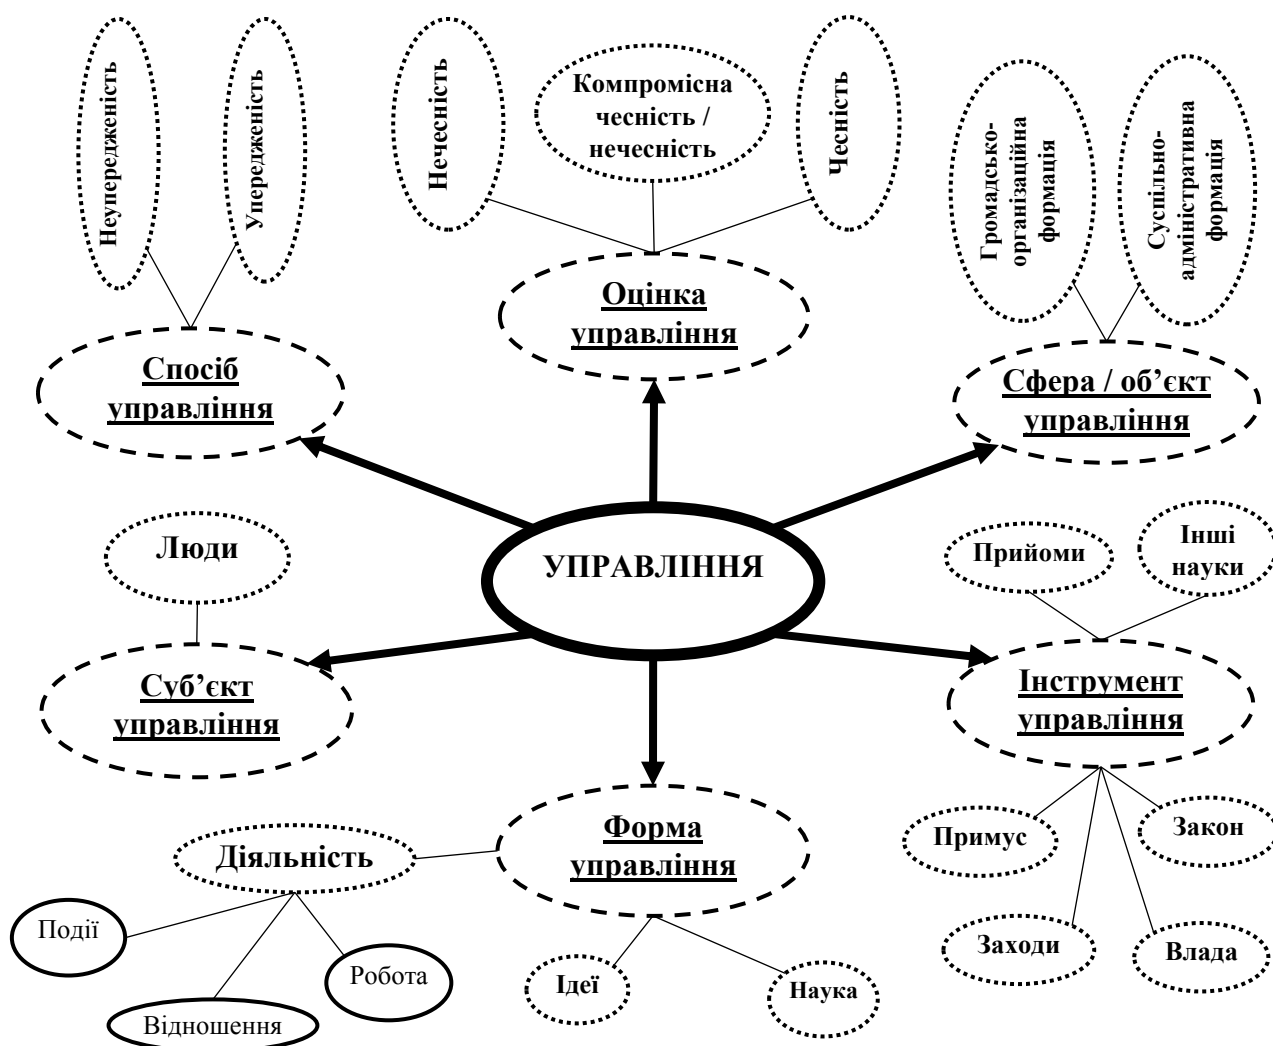 Неупередженість
Упередженість
Нечесність
Компромісна
чесність /
нечесність
Чесність
Громадсько-
організаційна
формація
Суспільно-
адміністративна
формація
Спосіб
управління
Оцінка
управління
Сфера / об’єкт
управління
Люди
УПРАВЛІННЯ
Прийоми
Інші
науки
Суб’єкт
управління
Інструмент
управління
Діяльність
Форма
управління
Примус
Закон
Події
Робота
Відношення
Ідеї
Наука
Заходи
Влада